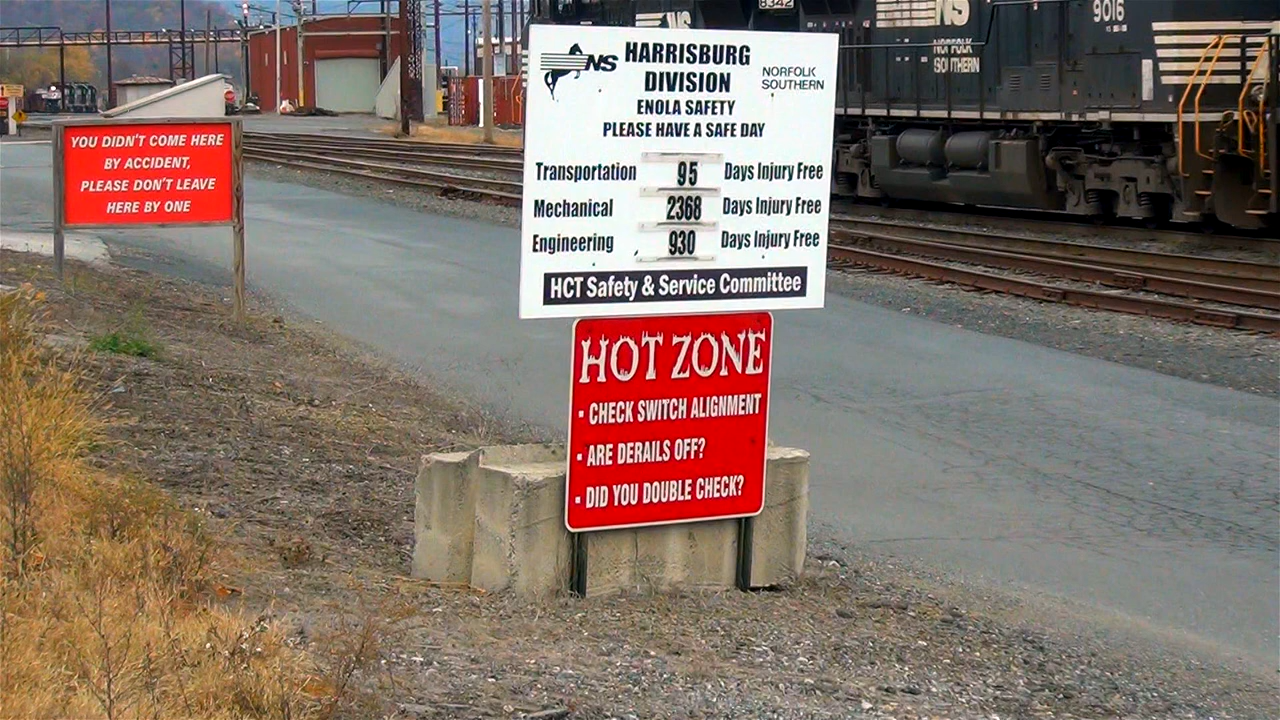 YOU DIDN'T COME HERE
BY ACCIDENT,
PLEASE DON'T LEAVE
HERE BY ONE
NS
HARRISBURG
DIVISION
NORFOLK
SOUTHERN
ENOLA SAFETY
PLEASE HAVE A SAFE DAY
Transportation 95 Days Injury Free
Mechanical 2368 Days Injury Free
Engineering 930 Days Injury Free
HCT Safety & Service Committee
HOT ZONE
▪ CHECK SWITCH ALIGNMENT
▪ ARE DERAILS OFF?
▪ DID YOU DOUBLE CHECK?
NS
8342
NS
NORFOLK
SOUTHERN
9016